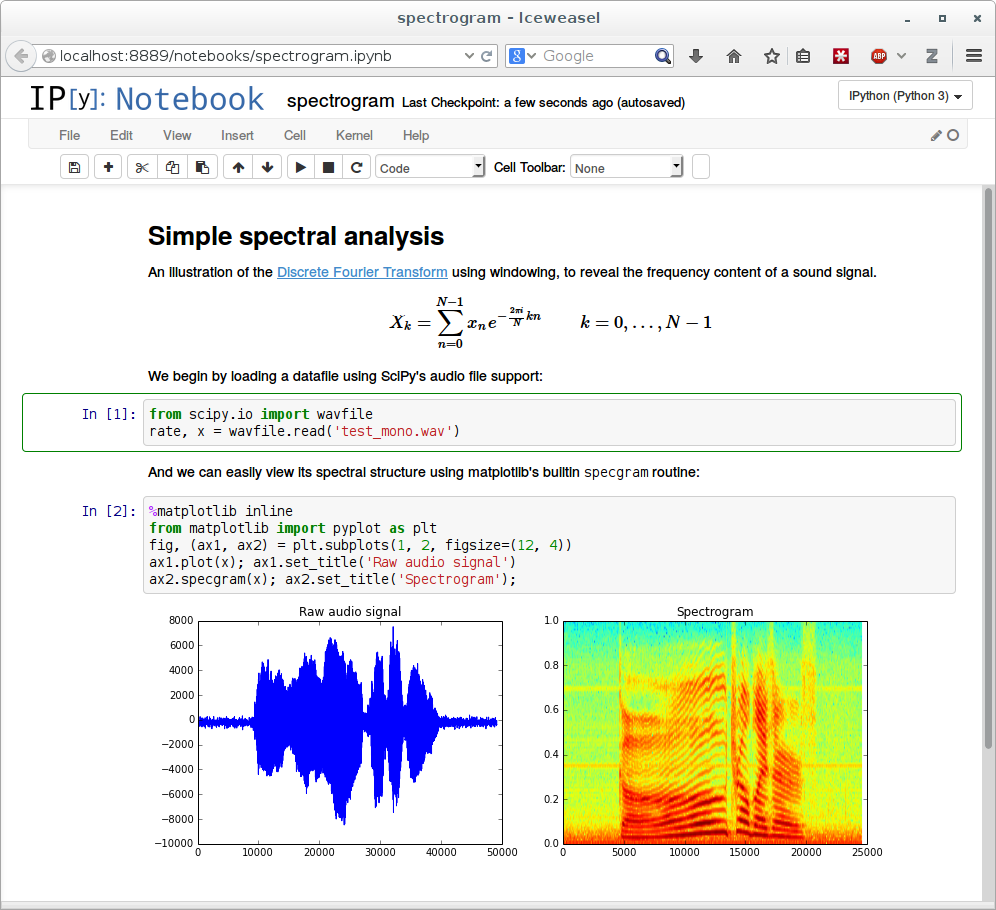 spectrogram - Iceweasel
localhost:8889/notebooks/spectrogram.ipynb
8 Google ABP Z
IP[y]: Notebook spectrogram Last Checkpoint: a few seconds ago (autosaved) IPython (Python 3)
File Edit View Insert Cell Kernel Help
Code Cell Toolbar: None
Simple spectral analysis
An illustration of the Discrete Fourier Transform using windowing, to reveal the frequency content of a sound signal.
X_k = \sum_{n=0}^{N-1} x_n e^{-\frac{2\pi i}{N} kn} k = 0, \ldots, N - 1
We begin by loading a datafile using SciPy's audio file support:
In [1]: from scipy.io import wavfile
rate, x = wavfile.read('test_mono.wav')
And we can easily view its spectral structure using matplotlib's builtin specgram routine:
In [2]: %matplotlib inline
from matplotlib import pyplot as plt
fig, (ax1, ax2) = plt.subplots(1, 2, figsize=(12, 4))
ax1.plot(x); ax1.set_title('Raw audio signal')
ax2.specgram(x); ax2.set_title('Spectrogram');
Raw audio signal
8000
6000
4000
2000
0
−2000
−4000
−6000
−8000
−10000
0 10000 20000 30000 40000 50000
Spectrogram
1.0
0.8
0.6
0.4
0.2
0.0
0 5000 10000 15000 20000 25000